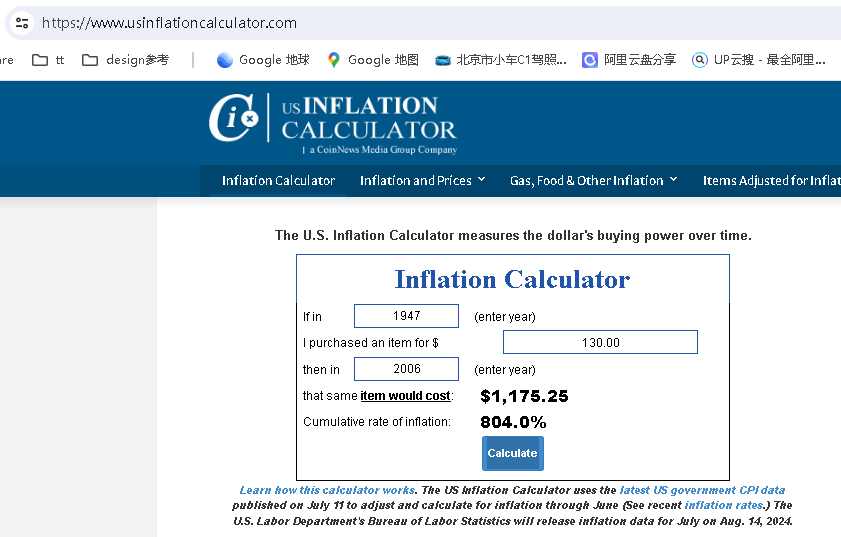 https://www.usinflationcalculator.com
re tt design参考 Google 地球 Google 地图 北京市小车C1驾照... 阿里云盘分享 UP云搜 - 最全阿里...
US INFLATION
CALCULATOR
a CoinNews Media Group Company
Inflation Calculator Inflation and Prices Gas, Food & Other Inflation Items Adjusted for Inflat
The U.S. Inflation Calculator measures the dollar's buying power over time.
Inflation Calculator
If in 1947 (enter year)
I purchased an item for $ 130.00
then in 2006 (enter year)
that same item would cost: $1,175.25
Cumulative rate of inflation: 804.0%
Calculate
Learn how this calculator works. The US Inflation Calculator uses the latest US government CPI data
published on July 11 to adjust and calculate for inflation through June (See recent inflation rates.) The
U.S. Labor Department's Bureau of Labor Statistics will release inflation data for July on Aug. 14, 2024.